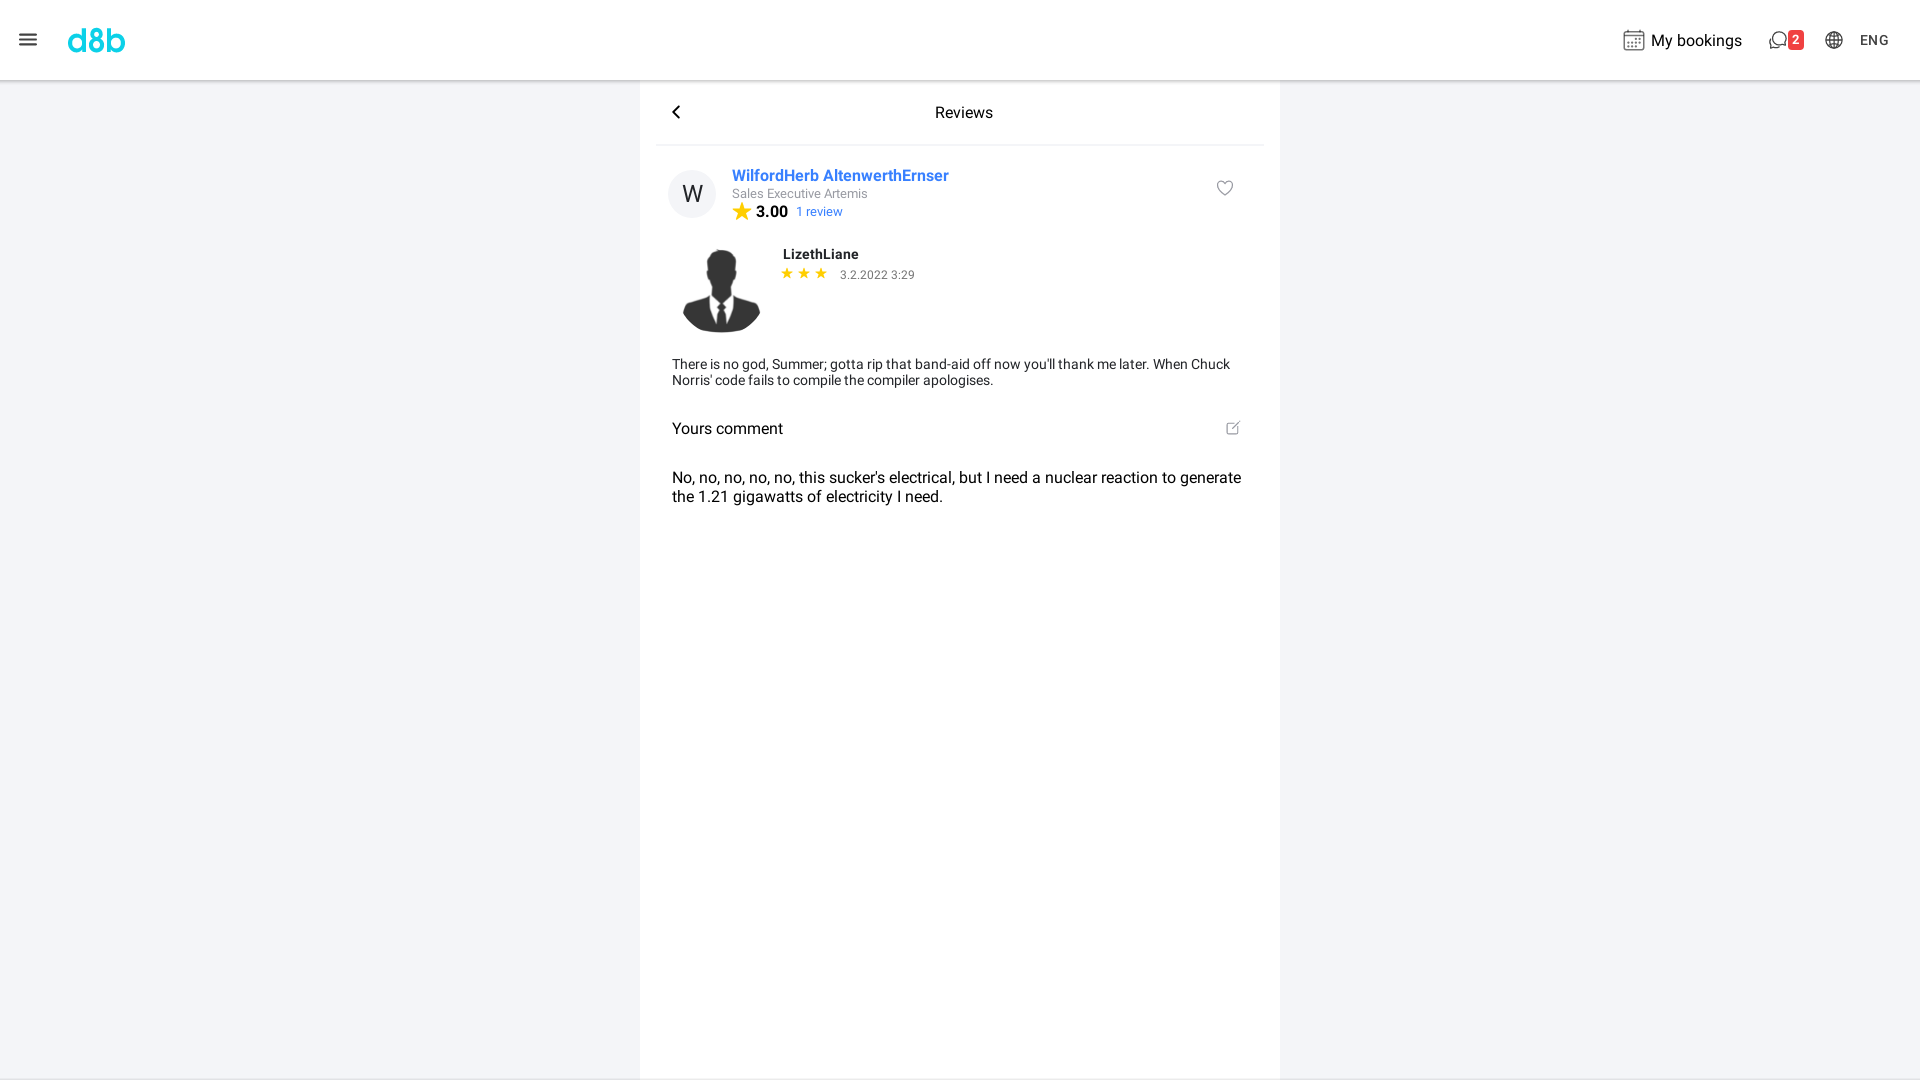 d8b
My bookings
2
ENG
Reviews
W
WilfordHerb AltenwerthErnser
Sales Executive Artemis
3.00 1 review
LizethLiane
3.2.2022 3:29
There is no god, Summer; gotta rip that band-aid off now you'll thank me later. When Chuck
Norris' code fails to compile the compiler apologises.
Yours comment
No, no, no, no, no, this sucker's electrical, but I need a nuclear reaction to generate
the 1.21 gigawatts of electricity I need.